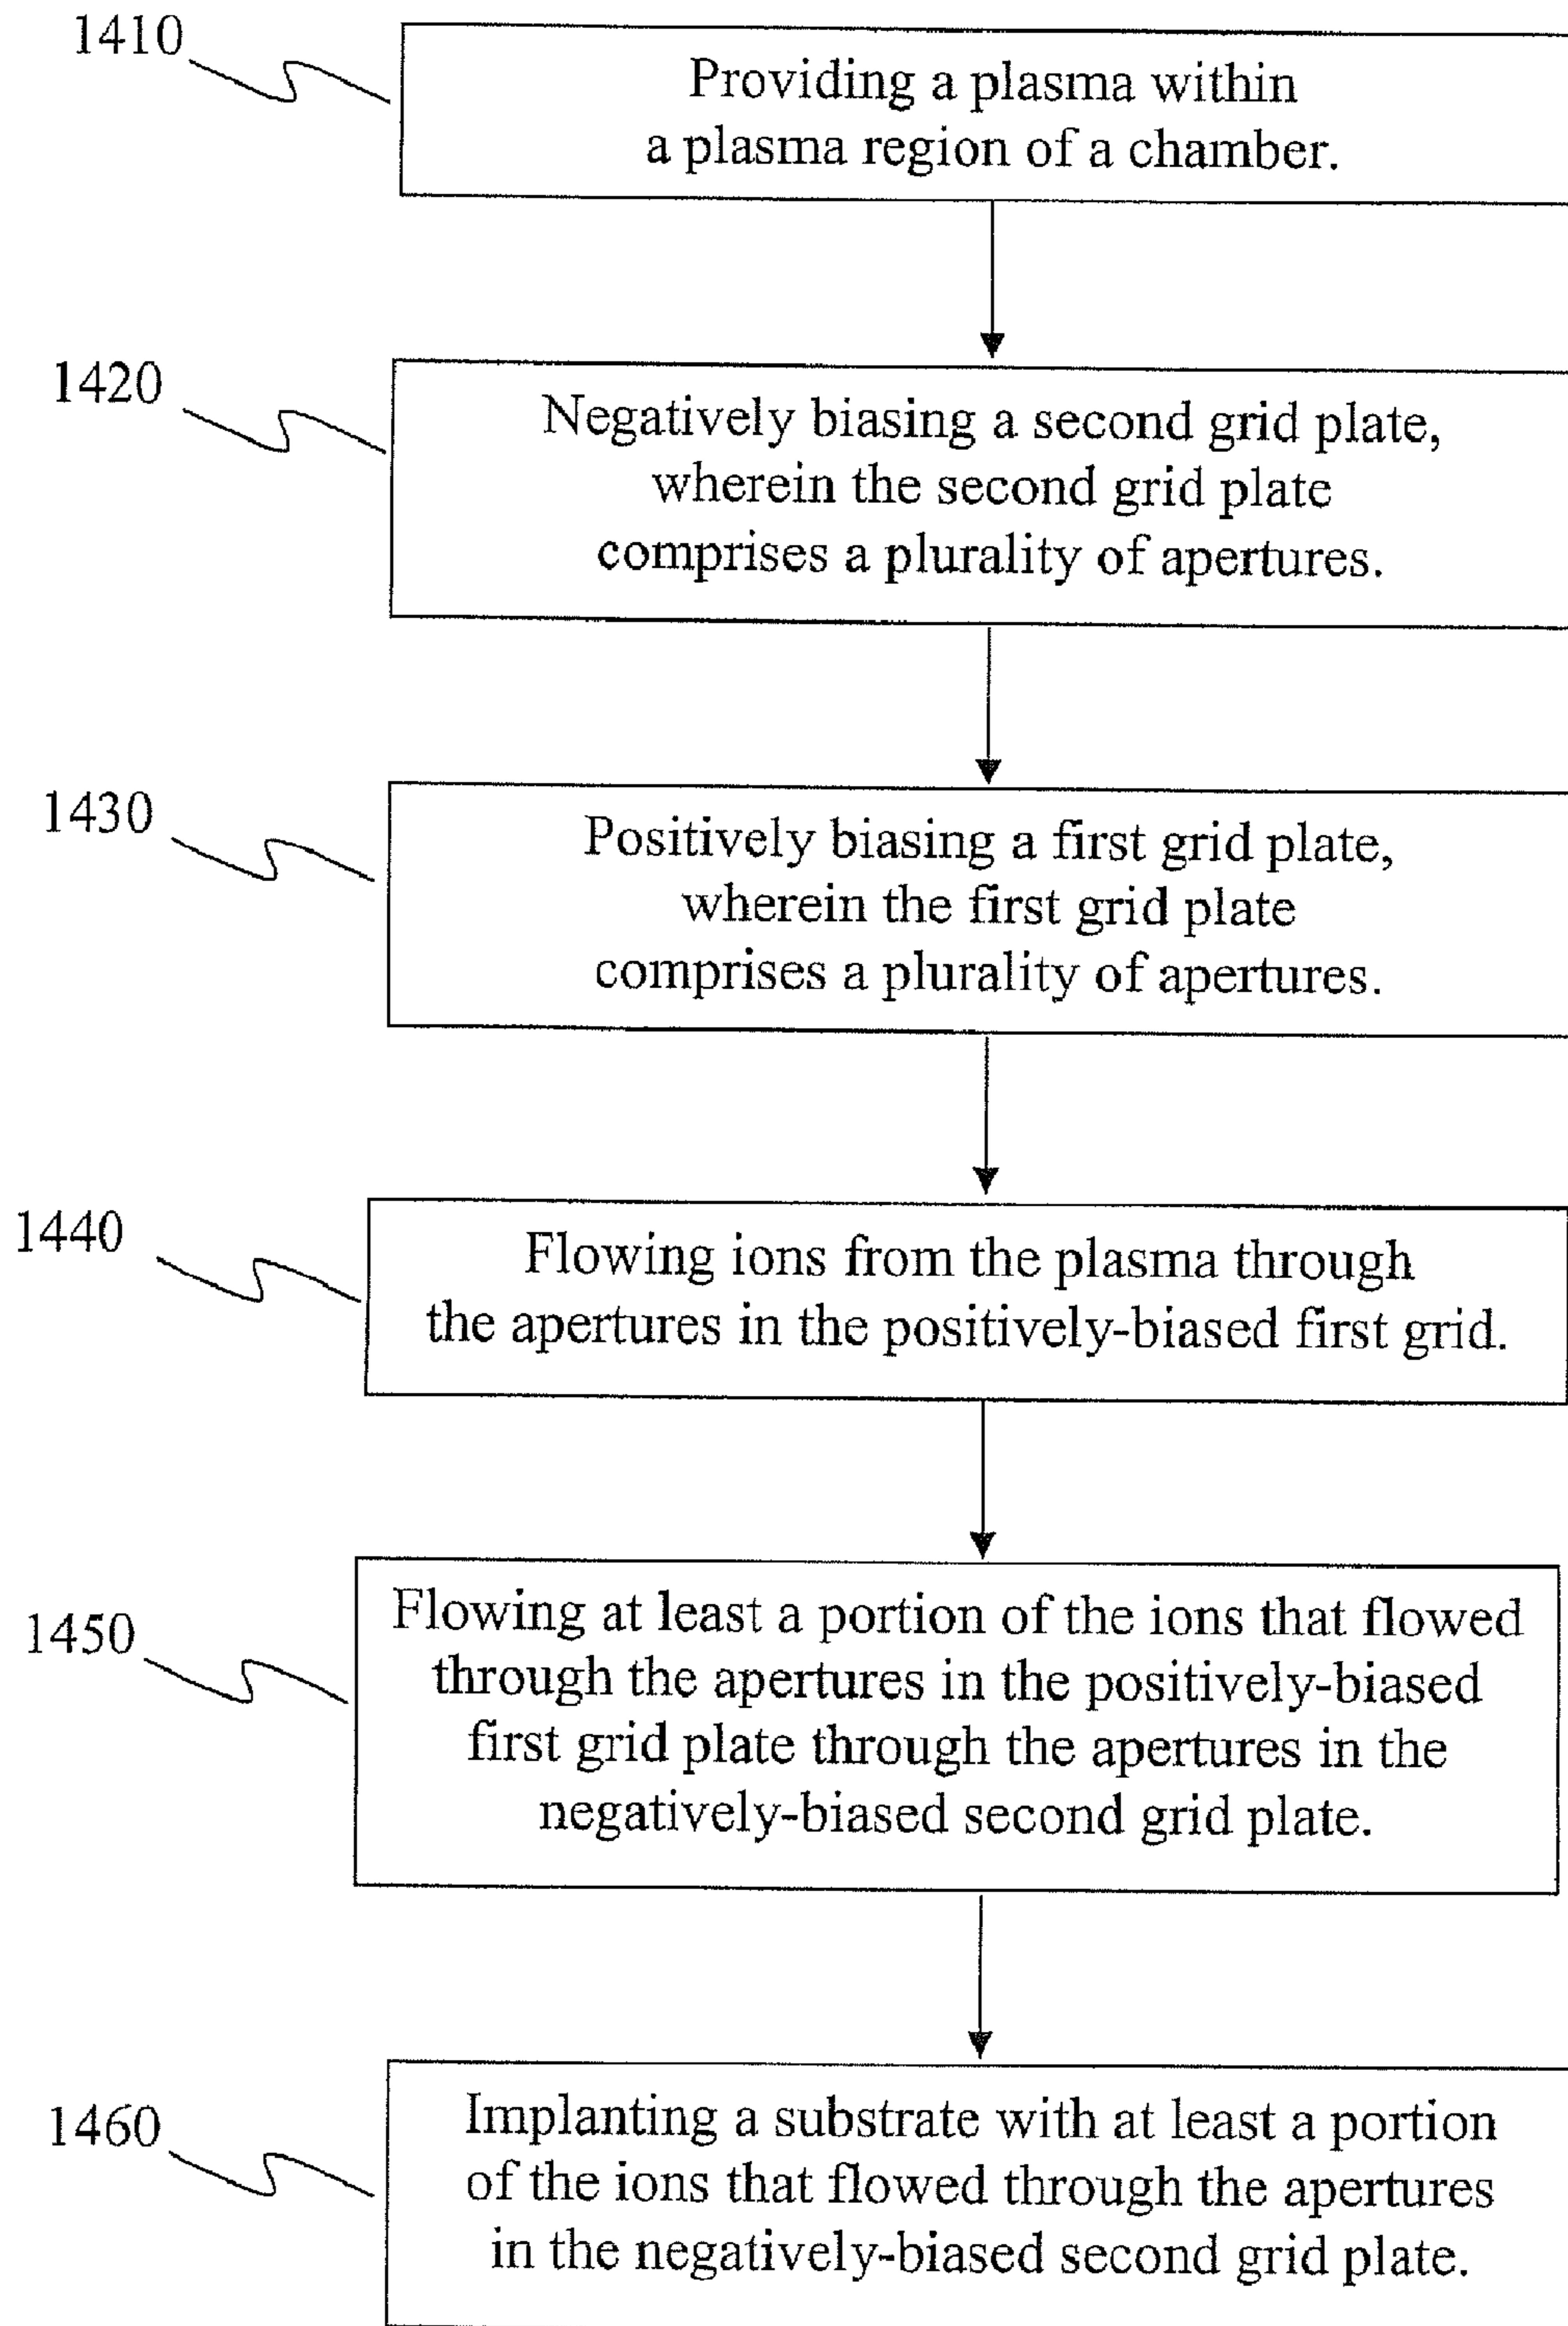 1410
Providing a plasma within
a plasma region of a chamber.
1420
Negatively biasing a second grid plate,
wherein the second grid plate
comprises a plurality of apertures.
1430
Positively biasing a first grid plate,
wherein the first grid plate
comprises a plurality of apertures.
1440
Flowing ions from the plasma through
the apertures in the positively-biased first grid.
1450
Flowing at least a portion of the ions that flowed
through the apertures in the positively-biased
first grid plate through the apertures in the
negatively-biased second grid plate.
1460
Implanting a substrate with at least a portion
of the ions that flowed through the apertures
in the negatively-biased second grid plate.